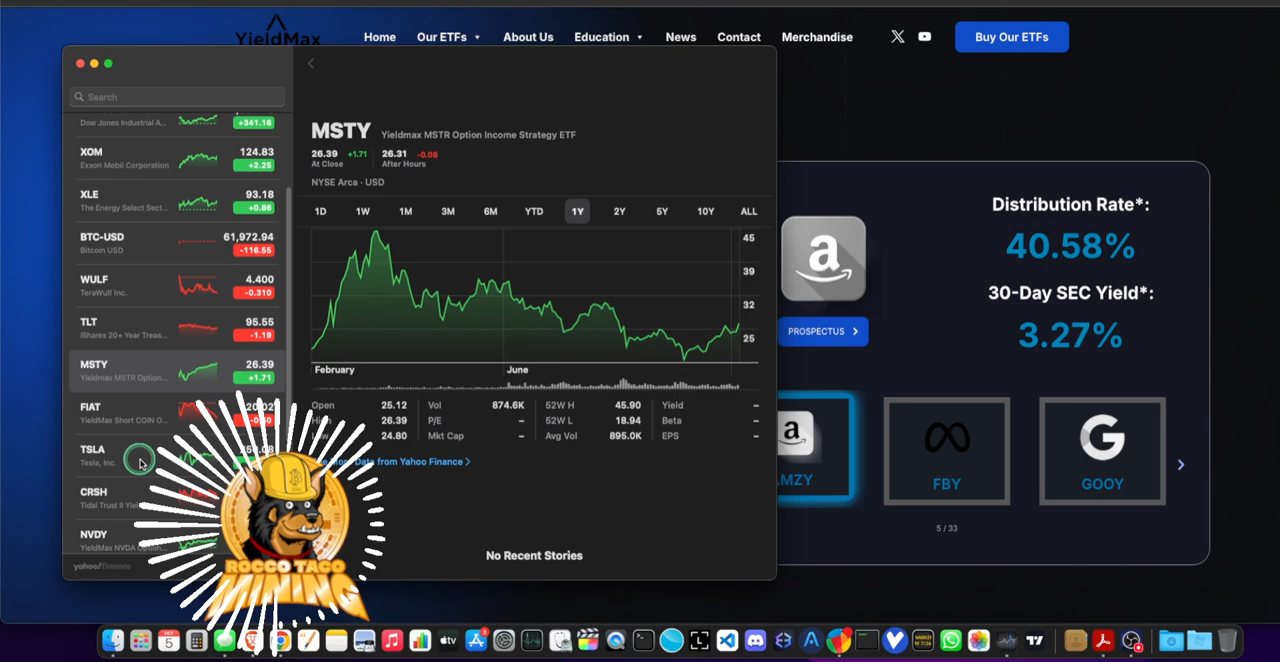 YieldMax
Home Our ETFs About Us Education News Contact Merchandise Buy Our ETFs
Search
Dow Jones Industrial A... +341.16
XOM 124.83
Exxon Mobil Corporation +2.25
XLE 93.18
The Energy Select Sect... +0.86
BTC-USD 61,972.94
Bitcoin USD -116.55
WULF 4.400
TeraWulf Inc. -0.310
TLT 95.55
iShares 20+ Year Treas... -1.19
MSTY 26.39
Yieldmax MSTR Option... +1.71
FIAT
YieldMax Short COIN O...
TSLA
Tesla, Inc.
CRSH
Tidal Trust II
NVDY
YieldMax NVDA Option...
yahoo!finance
MSTY Yieldmax MSTR Option Income Strategy ETF
26.39 +1.71 26.31 -0.08
At Close After Hours
NYSE Arca · USD
1D 1W 1M 3M 6M YTD 1Y 2Y 5Y 10Y ALL
45
39
32
25
February June
Open 25.12 Vol 874.6K 52W H 45.90 Yield –
26.39 P/E – 52W L 18.94 Beta –
24.80 Mkt Cap – Avg Vol 895.0K EPS –
Data from Yahoo Finance >
No Recent Stories
Distribution Rate*:
40.58%
30-Day SEC Yield*:
3.27%
a
PROSPECTUS >
a
MZY
FBY
G
GOOY
5 / 33
ROCCO TACO
MINING
OCT
5
tv